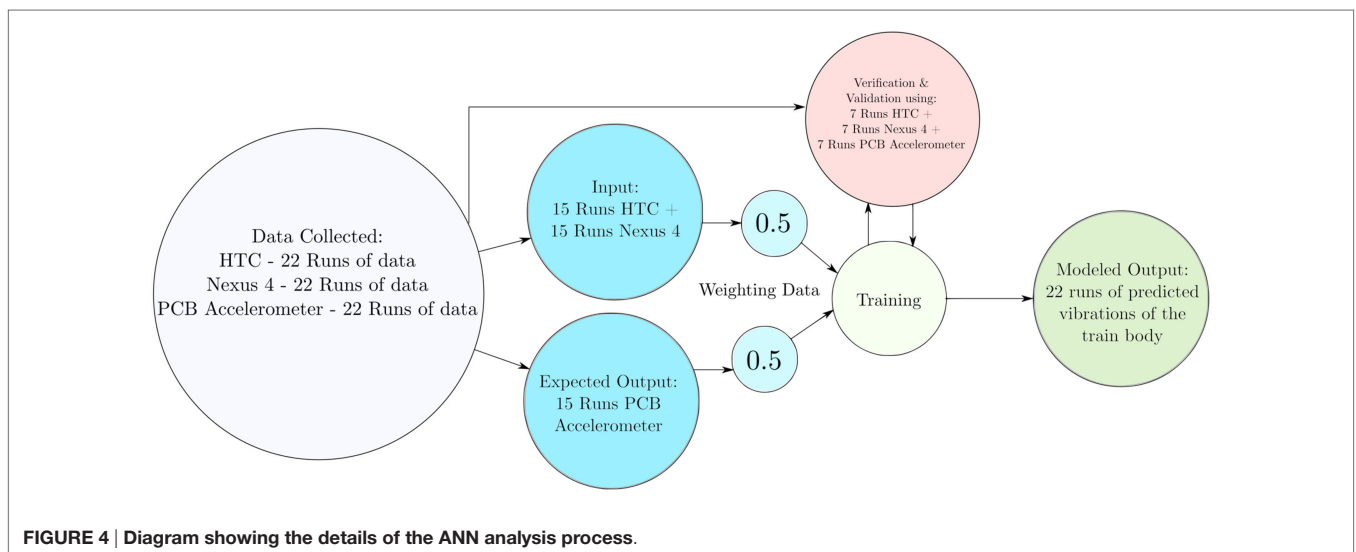 Data Collected:
HTC - 22 Runs of data
Nexus 4 - 22 Runs of data
PCB Accelerometer - 22 Runs of data
Input:
15 Runs HTC +
15 Runs Nexus 4
Expected Output:
15 Runs PCB
Accelerometer
0.5
Weighting Data
0.5
Verification &
Validation using:
7 Runs HTC +
7 Runs Nexus 4 +
7 Runs PCB Accelerometer
Training
Modeled Output:
22 runs of predicted
vibrations of the
train body
FIGURE 4 | Diagram showing the details of the ANN analysis process.